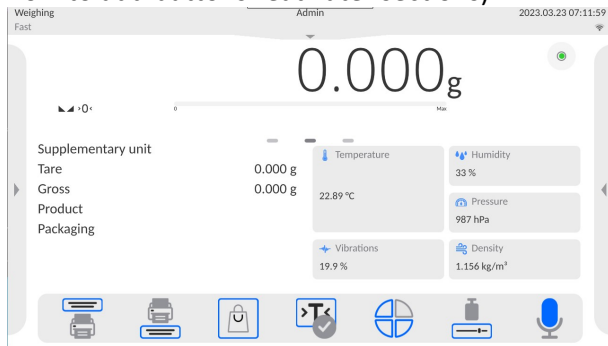 Weighing Admin 2023.03.23 07:11:59
Fast
0.000g
>0<
0 Max
Supplementary unit
Tare 0.000 g
Gross 0.000 g
Product
Packaging
Temperature
22.89 °C
Humidity
33 %
Pressure
987 hPa
Vibrations
19.9 %
Density
1.156 kg/m³
>T<